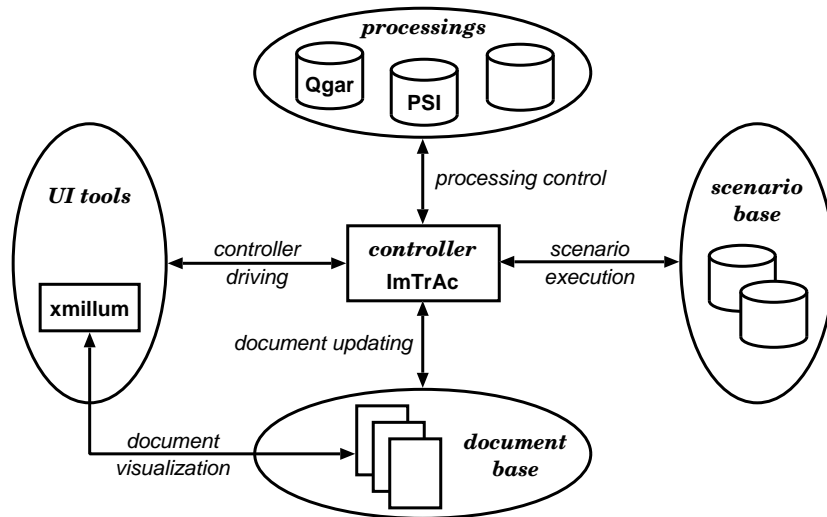 processings
Qgar
PSI
processing control
UI tools
scenario
base
controller
driving
controller
ImTrAc
scenario
execution
xmillum
document updating
document
visualization
document
base